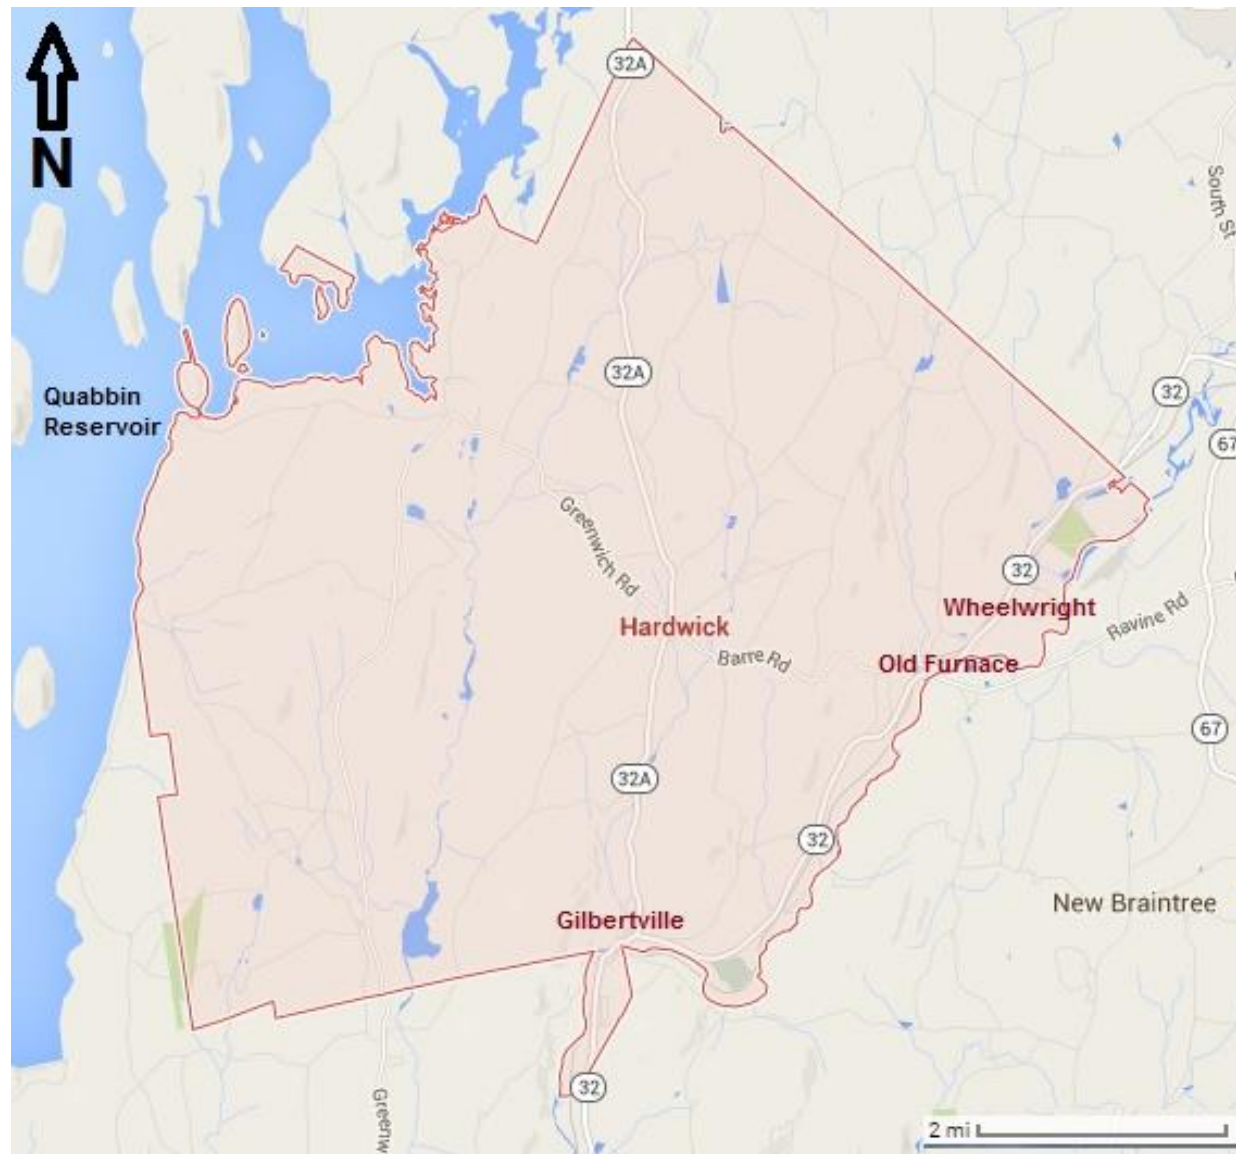 N
32A
South St
32A
32
Quabbin
Reservoir
67
Greenwich Rd
32
Wheelwright
Ravine Rd
Hardwick
Barre Rd
Old Furnace
67
32A
32
New Braintree
Gilbertville
32
Greenw
2 mi